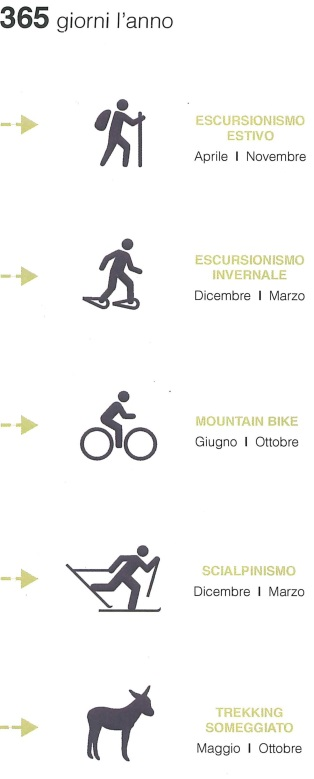 365 giorni l'anno
ESCURSIONISMO
ESTIVO
Aprile I Novembre
ESCURSIONISMO
INVERNALE
Dicembre I Marzo
MOUNTAIN BIKE
Giugno I Ottobre
SCIALPINISMO
Dicembre I Marzo
TREKKING
SOMEGGIATO
Maggio I Ottobre